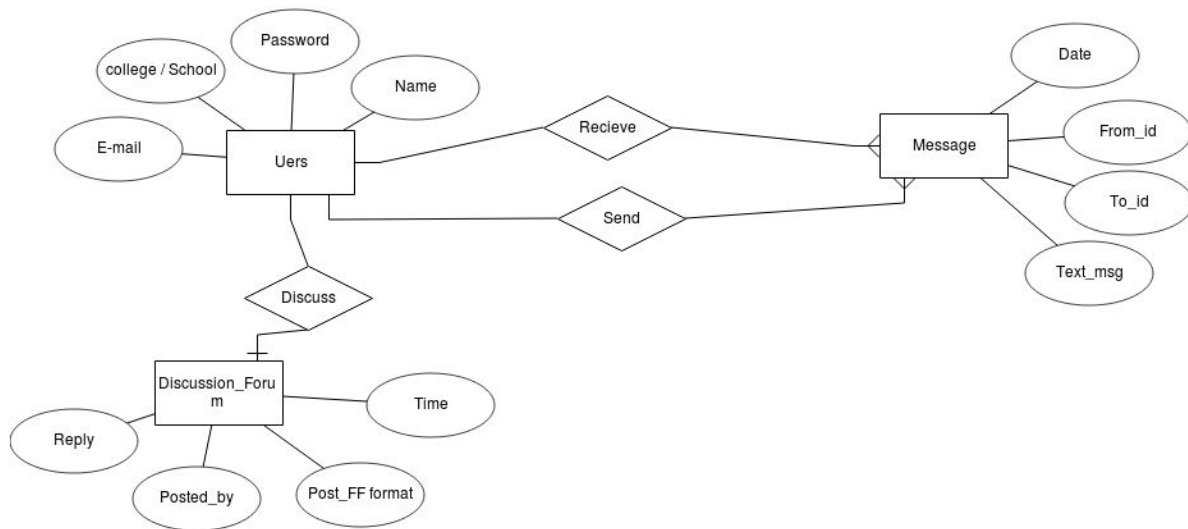 Password
Date
college / School
Name
Recieve
From_id
E-mail
Uers
Message
To_id
Send
Text_msg
Discuss
Discussion_Foru
m
Time
Reply
Posted_by
Post_FF format